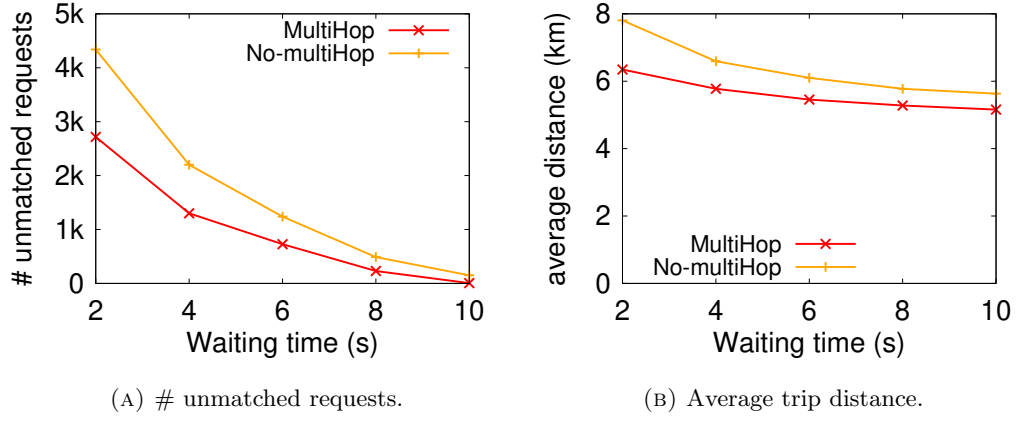 # unmatched requests
5k
4k
3k
2k
1k
0
MultiHop
No-multiHop
2 4 6 8 10
Waiting time (s)
(A) # unmatched requests.
average distance (km)
8
6
4
2
0
MultiHop
No-multiHop
2 4 6 8 10
Waiting time (s)
(B) Average trip distance.